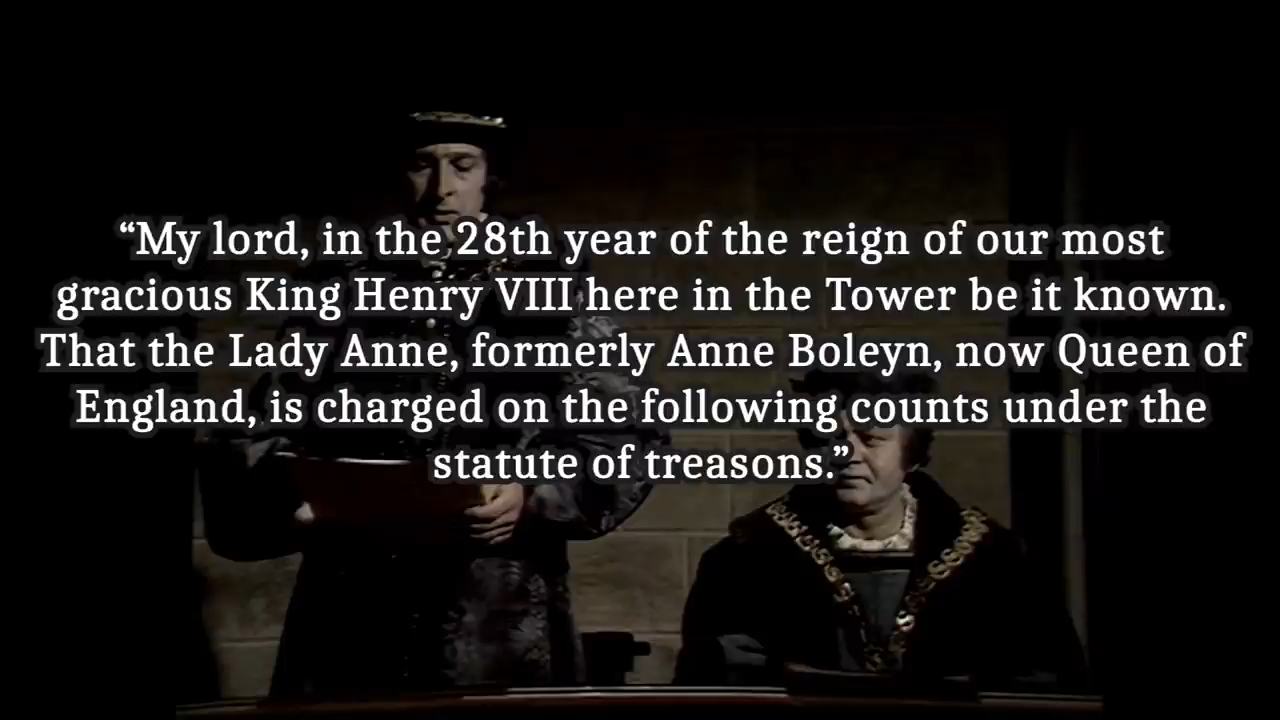 “My lord, in the 28th year of the reign of our most
gracious King Henry VIII here in the Tower be it known.
That the Lady Anne, formerly Anne Boleyn, now Queen of
England, is charged on the following counts under the
statute of treasons.”